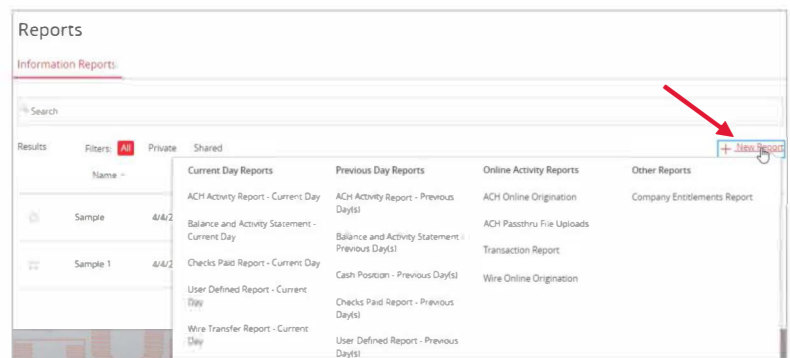 Reports
Information Reports
Search
Results Filters: All Private Shared + New Report
Name
Sample 4/4/2
Sample 1 4/4/2
Current Day Reports
ACH Activity Report - Current Day
Balance and Activity Statement -
Current Day
Checks Paid Report - Current Day
User Defined Report - Current
Day
Wire Transfer Report - Current
Day
Previous Day Reports
ACH Activity Report - Previous
Day(s)
Balance and Activity Statement -
Previous Day(s)
Cash Position - Previous Day(s)
Checks Paid Report - Previous
Day(s)
User Defined Report - Previous
Day(s)
Online Activity Reports
ACH Online Origination
ACH Passthru File Uploads
Transaction Report
Wire Online Origination
Other Reports
Company Entitlements Report